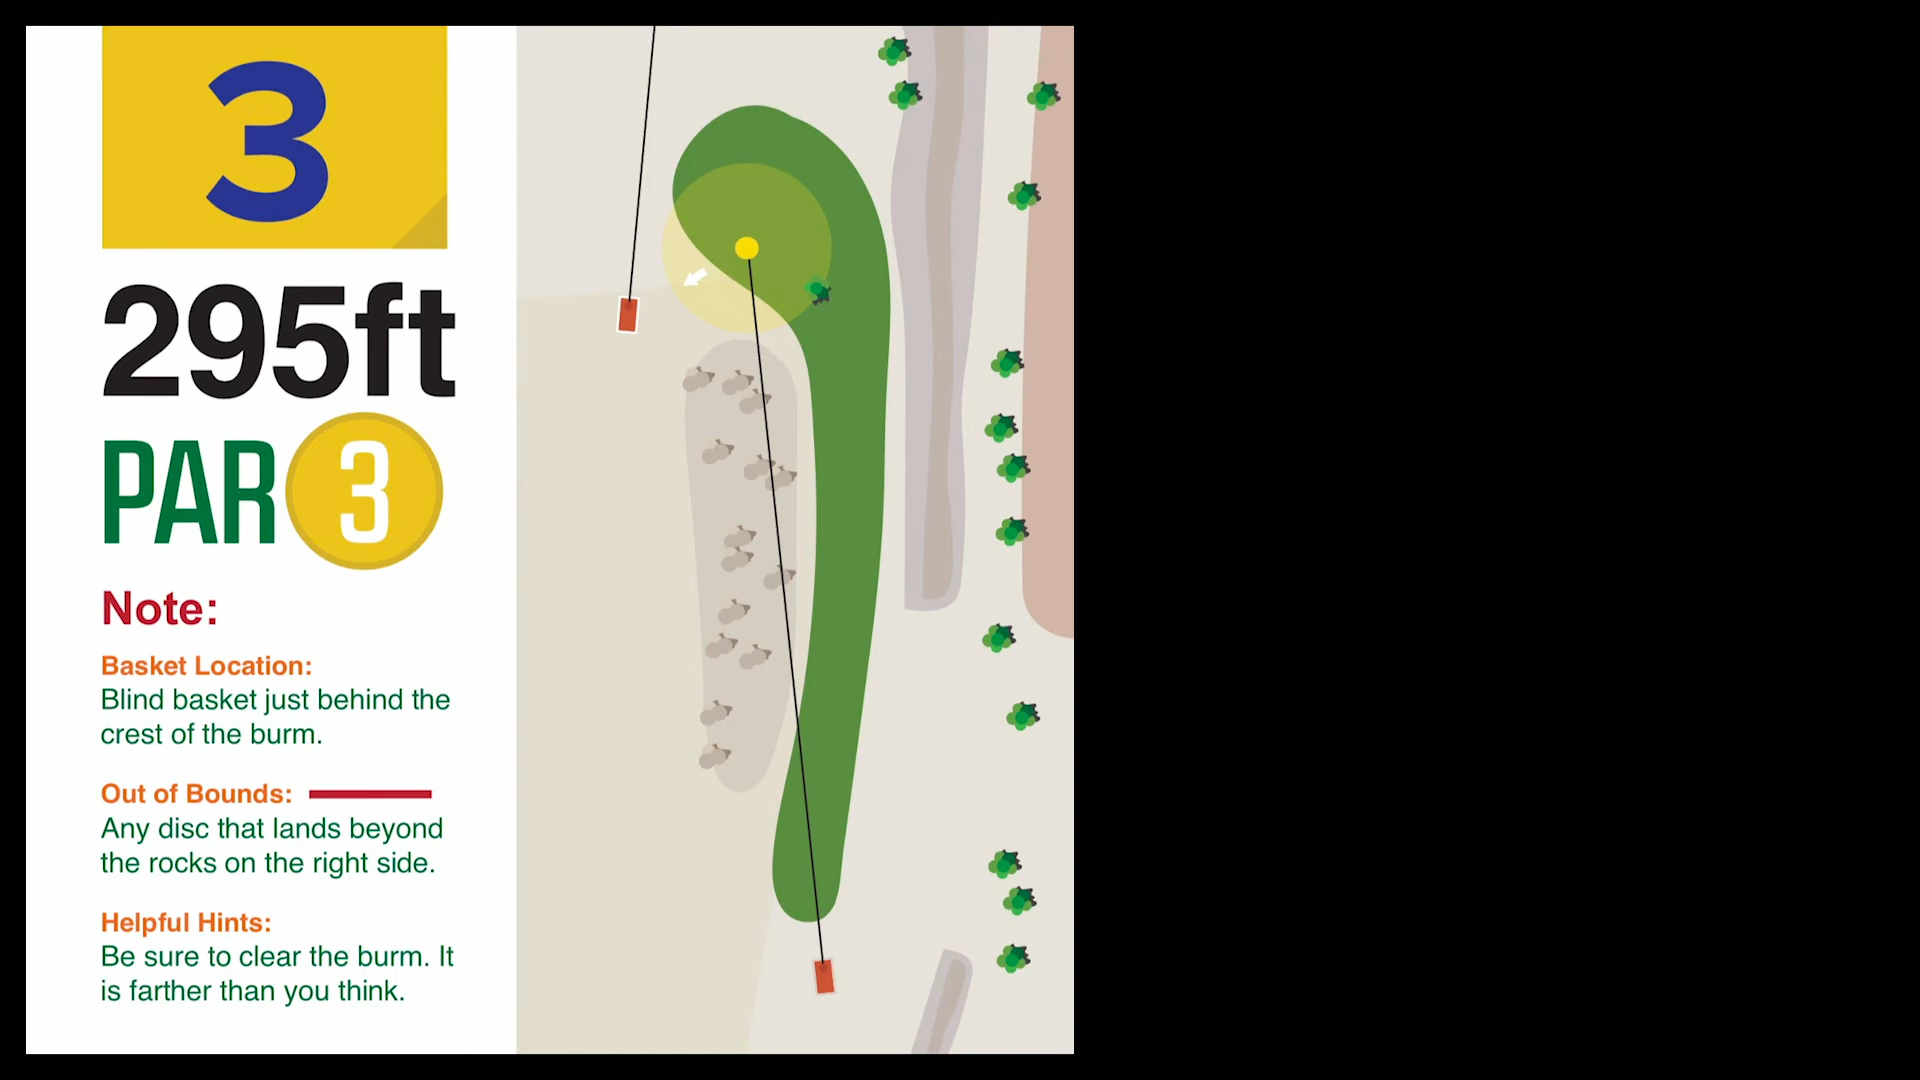 3
295ft
PAR 3
Note:
Basket Location:
Blind basket just behind the
crest of the burm.
Out of Bounds:
Any disc that lands beyond
the rocks on the right side.
Helpful Hints:
Be sure to clear the burm. It
is farther than you think.